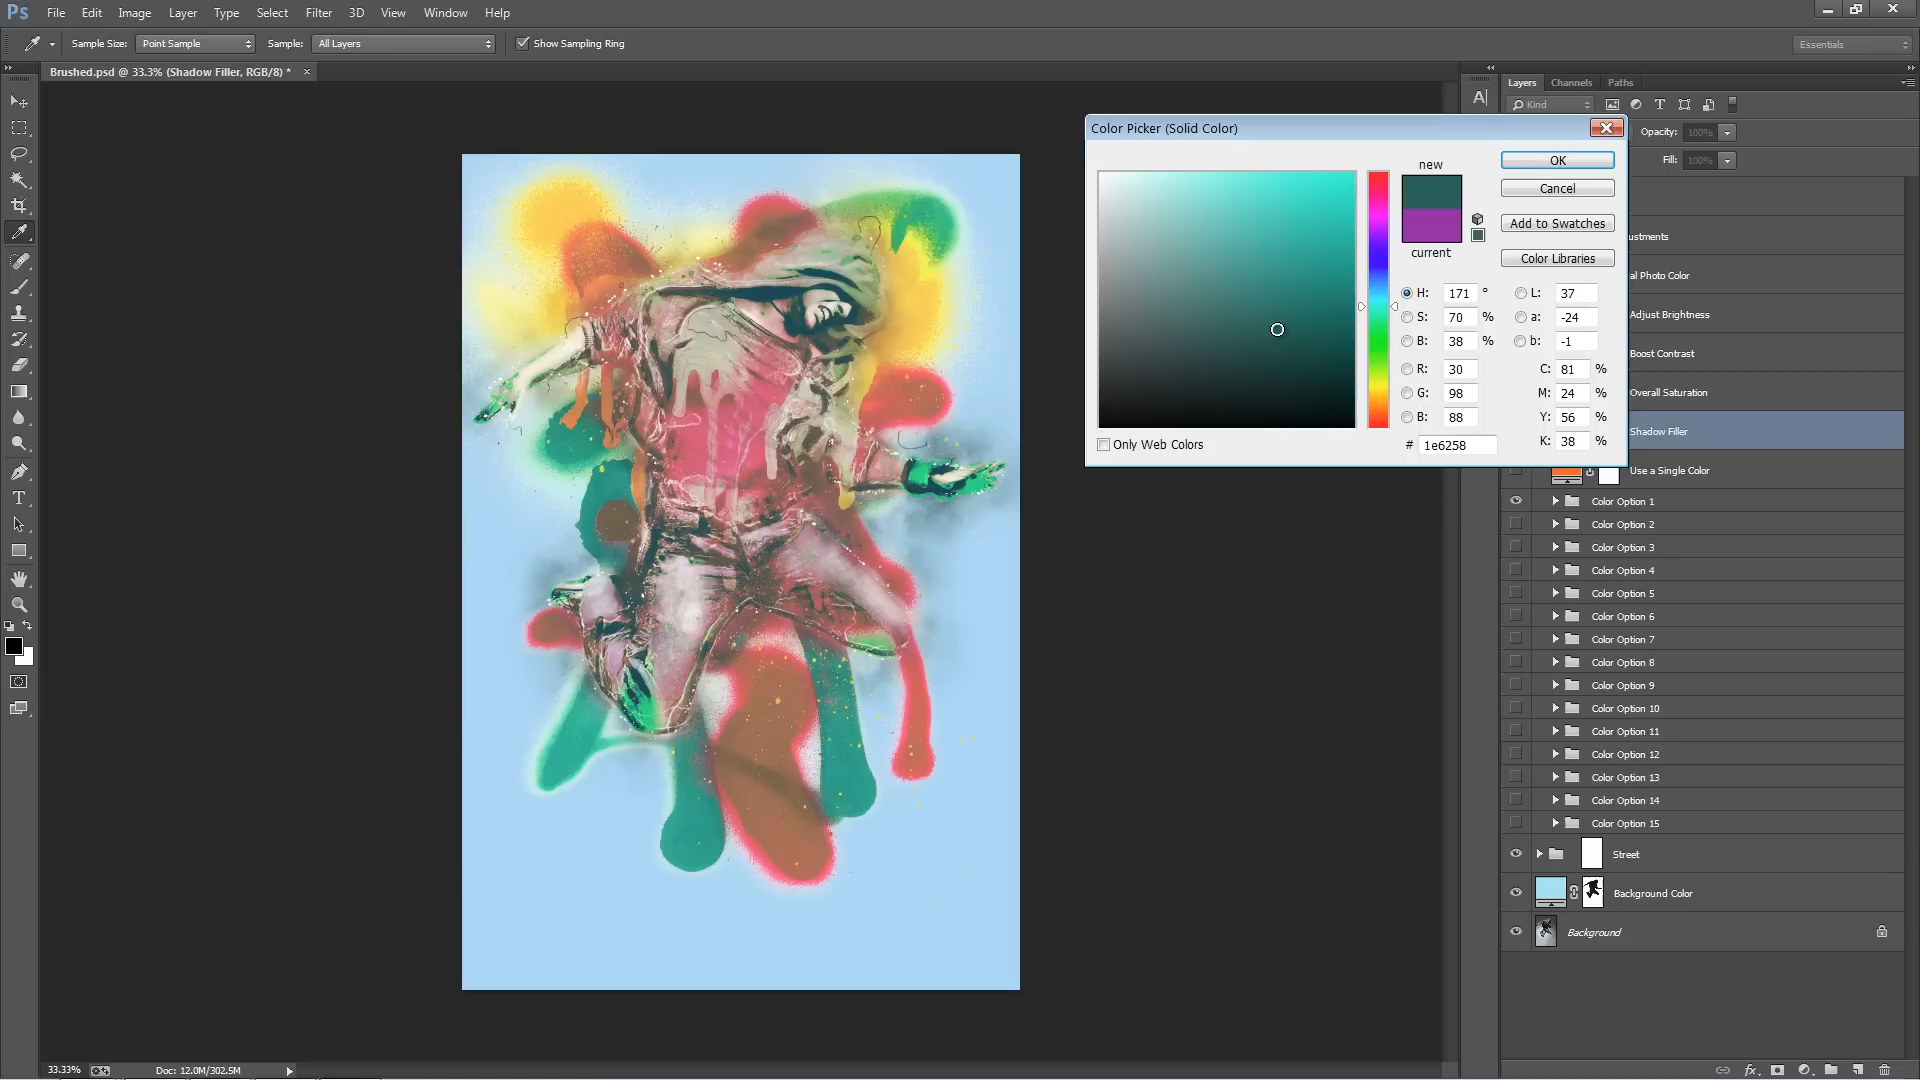 Ps File Edit Image Layer Type Select Filter 3D View Window Help
Sample Size: Point Sample Sample: All Layers Show Sampling Ring Essentials
Brushed.psd @ 33.3% (Shadow Filler, RGB/8) * ×
Layers Channels Paths
Kind
Opacity: 100%
Fill: 100%
Color Picker (Solid Color)
new
current
OK
Cancel
Add to Swatches
Color Libraries
H: 171 °
S: 70 %
B: 38 %
R: 30
G: 98
B: 88
# 1e6258
L: 37
a: -24
b: -1
C: 81 %
M: 24 %
Y: 56 %
K: 38 %
Only Web Colors
ustments
al Photo Color
Adjust Brightness
Boost Contrast
Overall Saturation
Shadow Filler
Use a Single Color
Color Option 1
Color Option 2
Color Option 3
Color Option 4
Color Option 5
Color Option 6
Color Option 7
Color Option 8
Color Option 9
Color Option 10
Color Option 11
Color Option 12
Color Option 13
Color Option 14
Color Option 15
Street
Background Color
Background
33.33% Doc: 12.0M/302.5M
fx